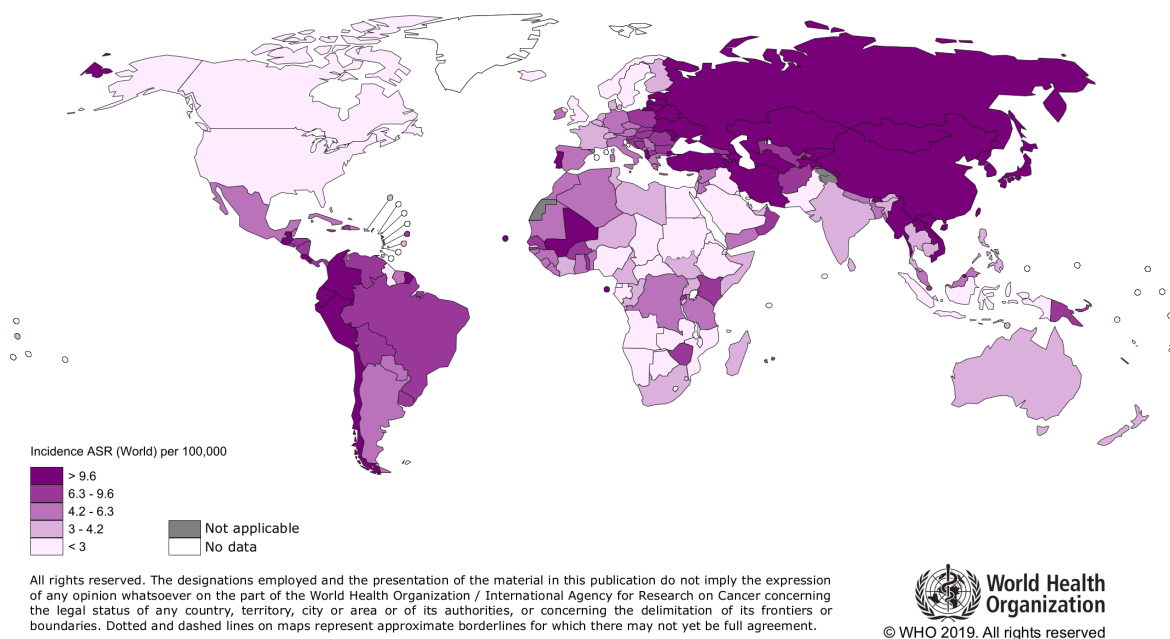 Incidence ASR (World) per 100,000
> 9.6
6.3 - 9.6
4.2 - 6.3
3 - 4.2
< 3
Not applicable
No data
All rights reserved. The designations employed and the presentation of the material in this publication do not imply the expression
of any opinion whatsoever on the part of the World Health Organization / International Agency for Research on Cancer concerning
the legal status of any country, territory, city or area or of its authorities, or concerning the delimitation of its frontiers or
boundaries. Dotted and dashed lines on maps represent approximate borderlines for which there may not yet be full agreement.
World Health
Organization
© WHO 2019. All rights reserved